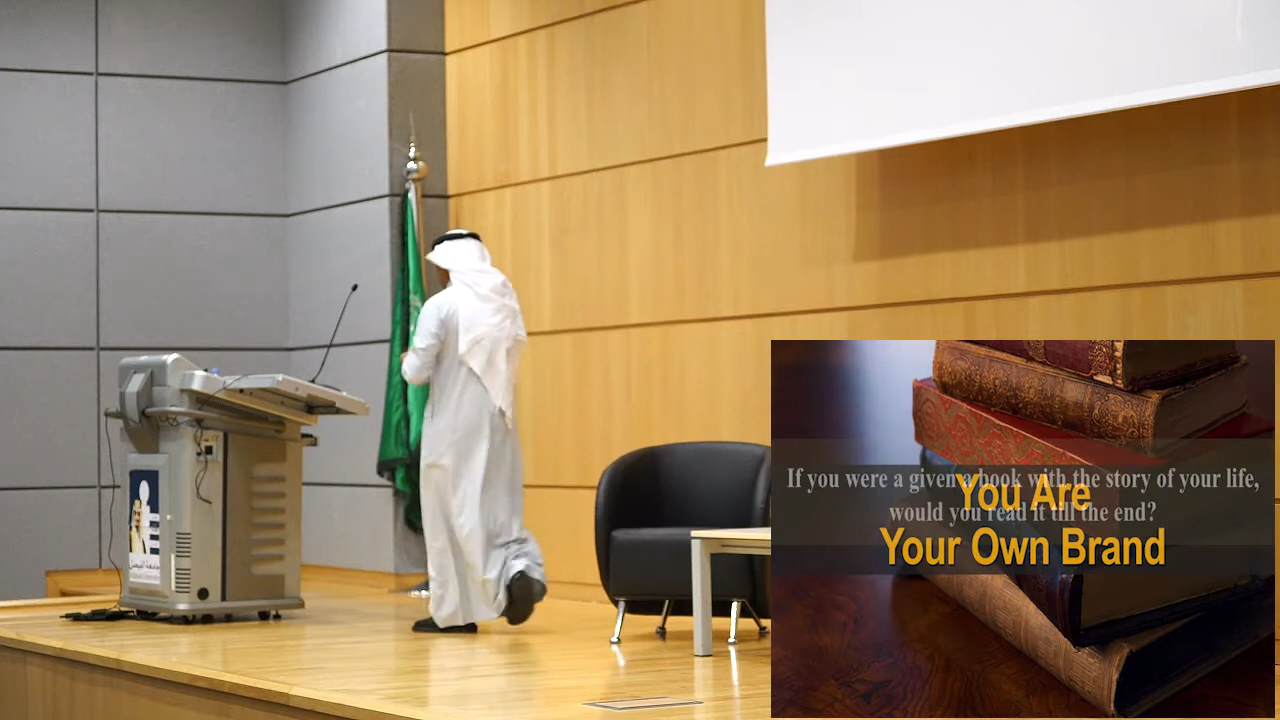 If you were a given a book with the story of your life,
would you read it till the end?
You Are
Your Own Brand